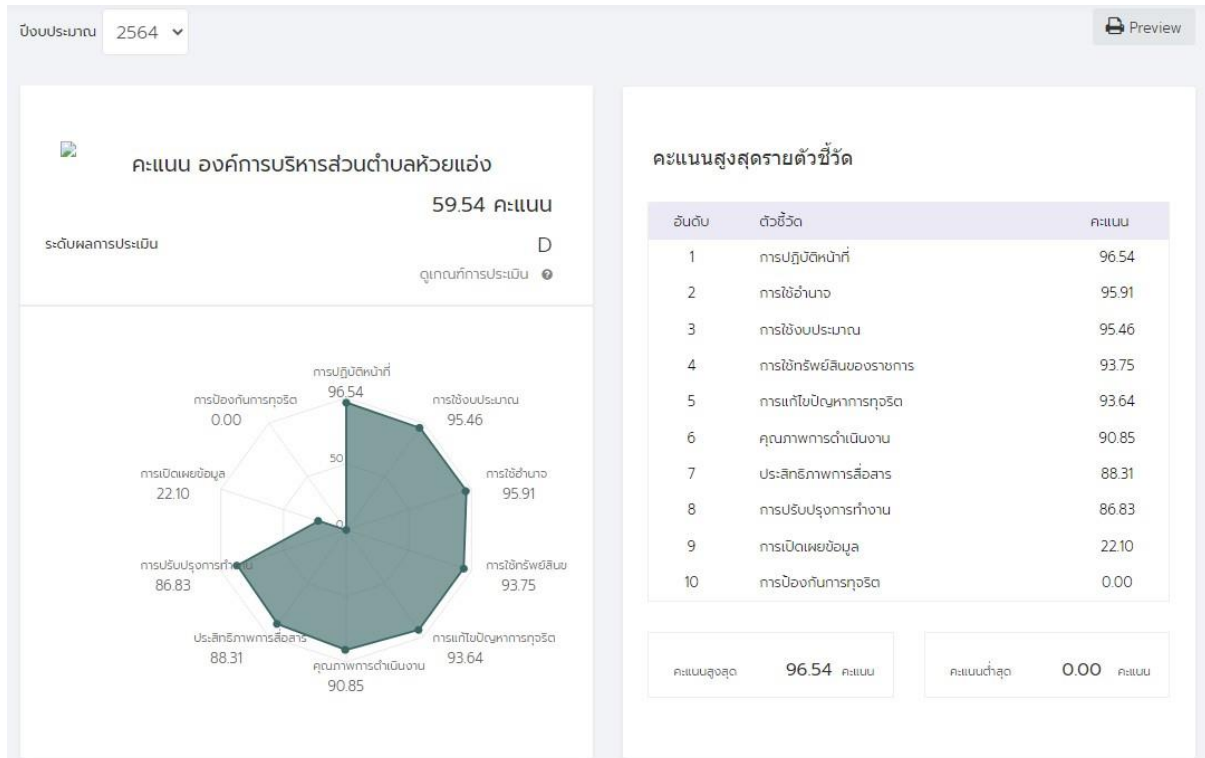 ปีงบประมาณ 2564
Preview
คะแนน องค์การบริหารส่วนตำบลห้วยแอ่ง
59.54 คะแนน
ระดับผลการประเมิน D
ดูเกณฑ์การประเมิน
การปฏิบัติหน้าที่
96.54
การใช้งบประมาณ
95.46
การใช้อำนาจ
95.91
การใช้ทรัพย์สินข
93.75
การแก้ไขปัญหาการทุจริต
93.64
คุณภาพการดำเนินงาน
90.85
ประสิทธิภาพการสื่อสาร
88.31
การปรับปรุงการทำงาน
86.83
การเปิดเผยข้อมูล
22.10
การป้องกันการทุจริต
0.00
50
0
คะแนนสูงสุดรายตัวชี้วัด
อันดับ ตัวชี้วัด คะแนน
1 การปฏิบัติหน้าที่ 96.54
2 การใช้อำนาจ 95.91
3 การใช้งบประมาณ 95.46
4 การใช้ทรัพย์สินของราชการ 93.75
5 การแก้ไขปัญหาการทุจริต 93.64
6 คุณภาพการดำเนินงาน 90.85
7 ประสิทธิภาพการสื่อสาร 88.31
8 การปรับปรุงการทำงาน 86.83
9 การเปิดเผยข้อมูล 22.10
10 การป้องกันการทุจริต 0.00
คะแนนสูงสุด 96.54 คะแนน
คะแนนต่ำสุด 0.00 คะแนน